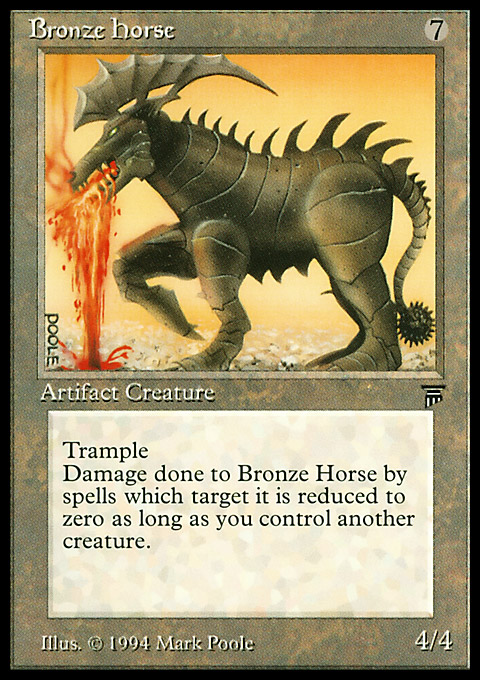 Bronze Horse 7
POOLE
Artifact Creature
Trample
Damage done to Bronze Horse by
spells which target it is reduced to
zero as long as you control another
creature.
Illus. © 1994 Mark Poole 4/4